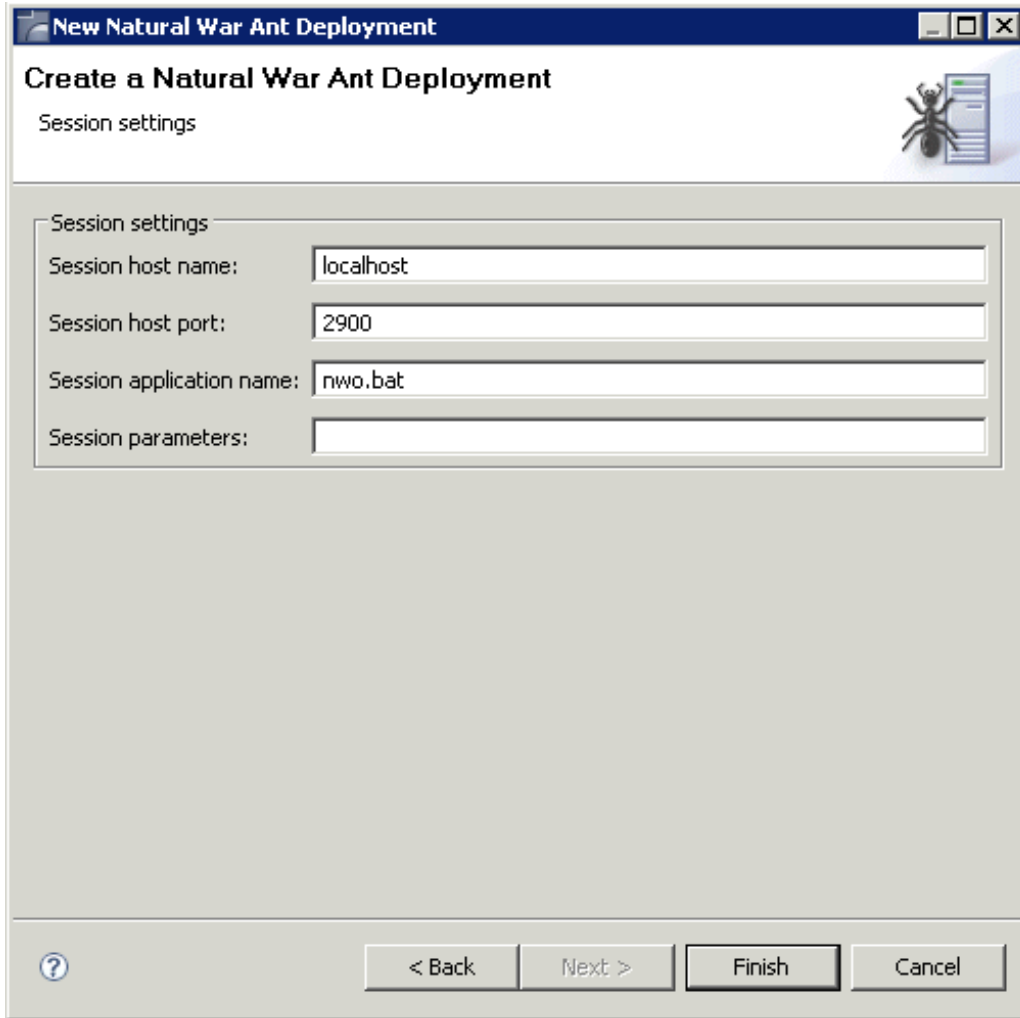 New Natural War Ant Deployment
Create a Natural War Ant Deployment
Session settings
Session settings
Session host name: localhost
Session host port: 2900
Session application name: nwo.bat
Session parameters:
? < Back Next > Finish Cancel